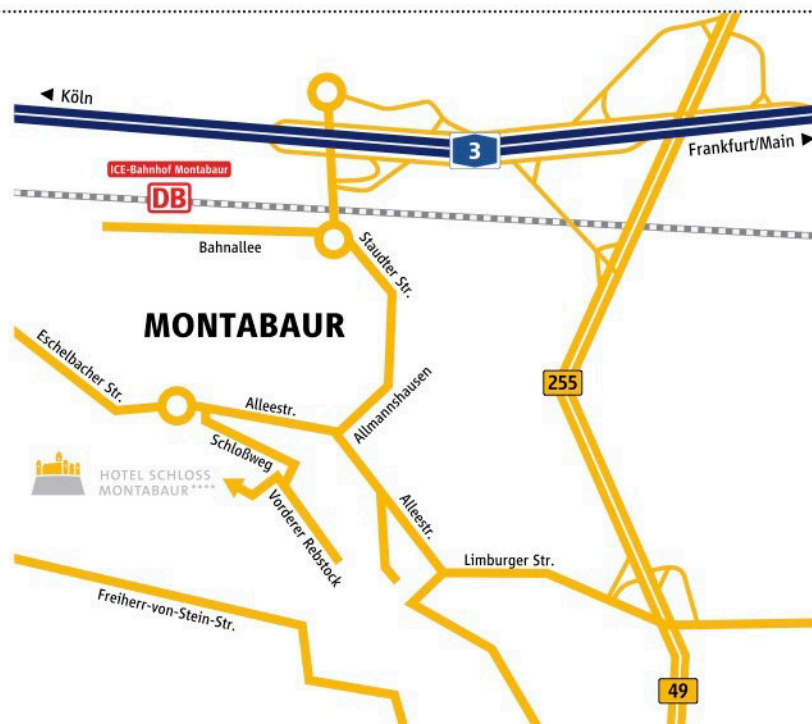 ◄ Köln
3
Frankfurt/Main ►
ICE-Bahnhof Montabaur
DB
Bahnallee
Staudter Str.
MONTABAUR
Eschelbacher Str.
Alleestr.
Allmannshausen
255
Schloßweg
HOTEL SCHLOSS
MONTABAUR****
Vorderer Rebstock
Alleestr.
Limburger Str.
Freiherr-von-Stein-Str.
49